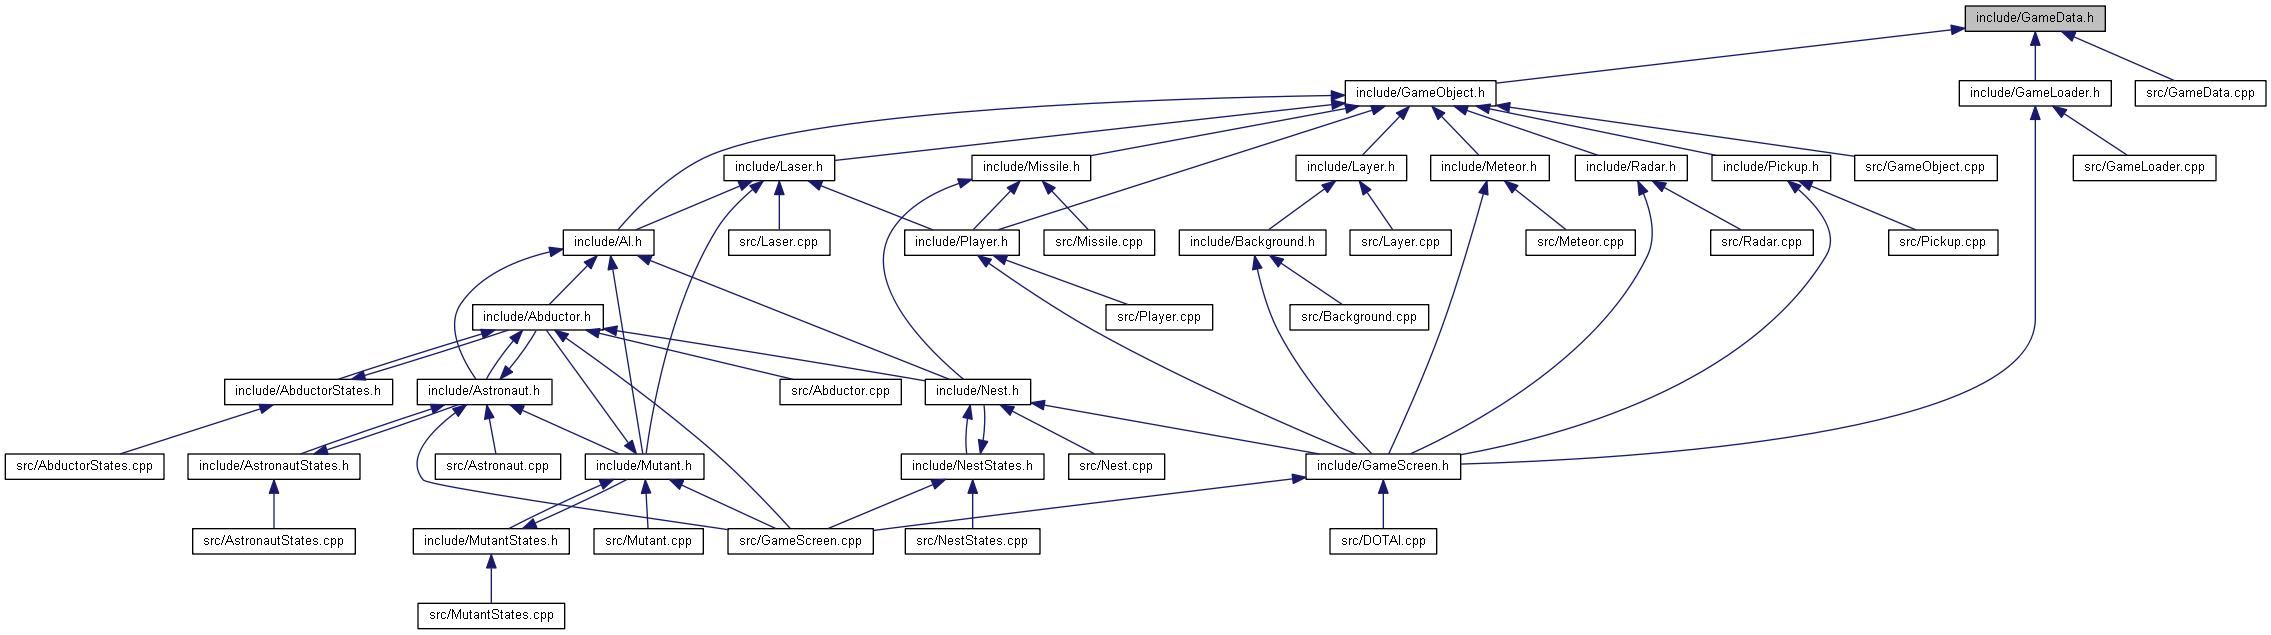 include/GameData.h
include/GameObject.h
include/GameLoader.h
src/GameData.cpp
include/Laser.h
include/Missile.h
include/Layer.h
include/Meteor.h
include/Radar.h
include/Pickup.h
src/GameObject.cpp
src/GameLoader.cpp
include/AI.h
src/Laser.cpp
include/Player.h
src/Missile.cpp
include/Background.h
src/Layer.cpp
src/Meteor.cpp
src/Radar.cpp
src/Pickup.cpp
include/Abductor.h
src/Player.cpp
src/Background.cpp
include/AbductorStates.h
include/Astronaut.h
src/Abductor.cpp
include/Nest.h
src/AbductorStates.cpp
include/AstronautStates.h
src/Astronaut.cpp
include/Mutant.h
include/NestStates.h
src/Nest.cpp
include/GameScreen.h
src/AstronautStates.cpp
include/MutantStates.h
src/Mutant.cpp
src/GameScreen.cpp
src/NestStates.cpp
src/DOTAI.cpp
src/MutantStates.cpp